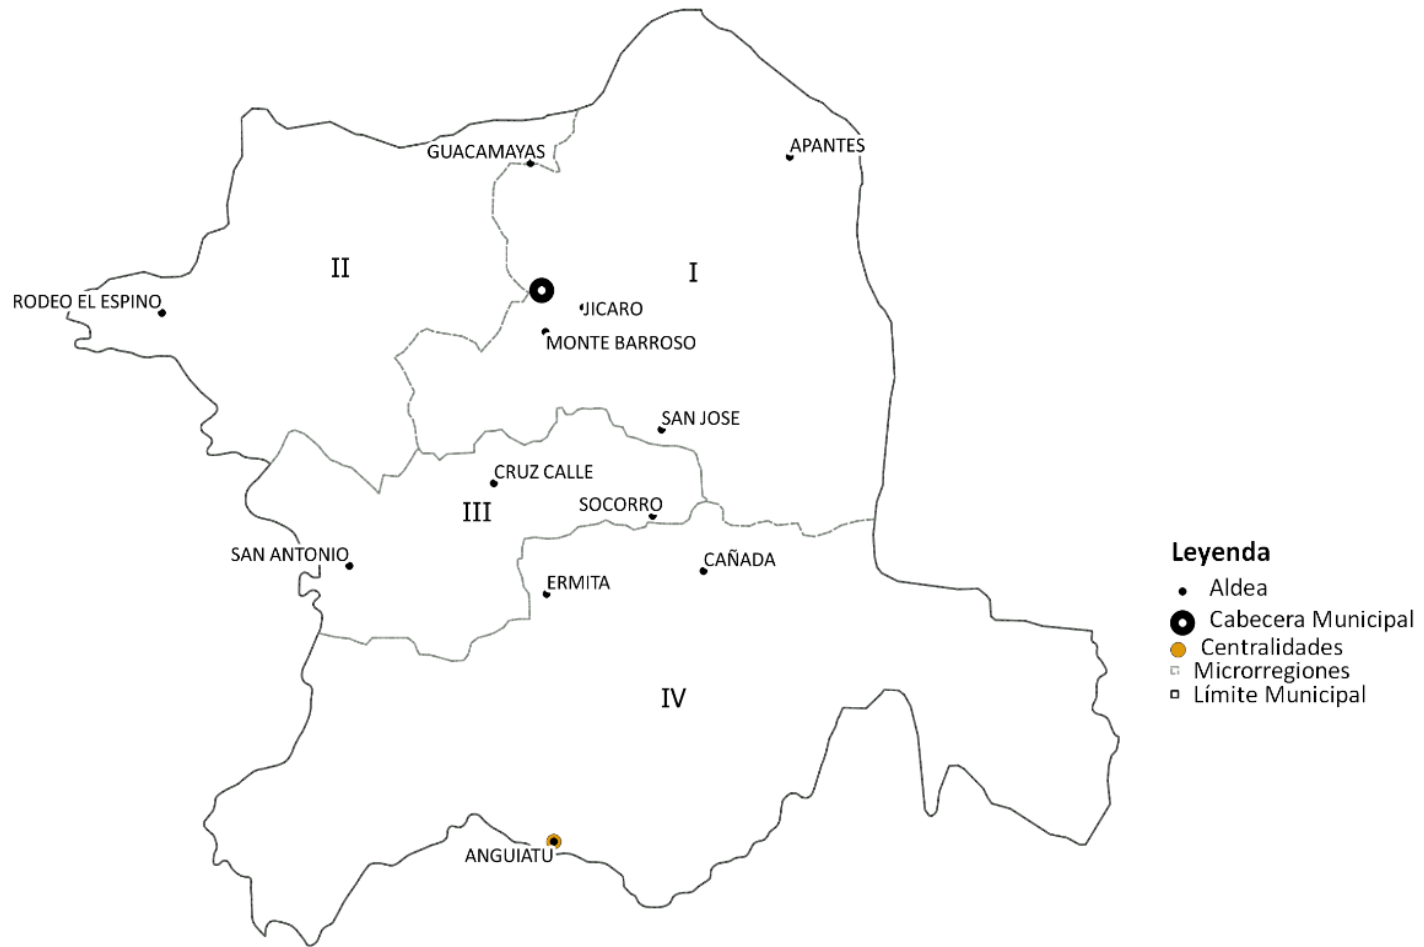 APANTES
GUACAMAYAS
II
I
RODEO EL ESPINO
JICARO
MONTE BARROSO
SAN JOSE
CRUZ CALLE
III
SOCORRO
SAN ANTONIO
CAÑADA
ERMITA
IV
ANGUIATU
Leyenda
Aldea
Cabecera Municipal
Centralidades
Microrregiones
Límite Municipal